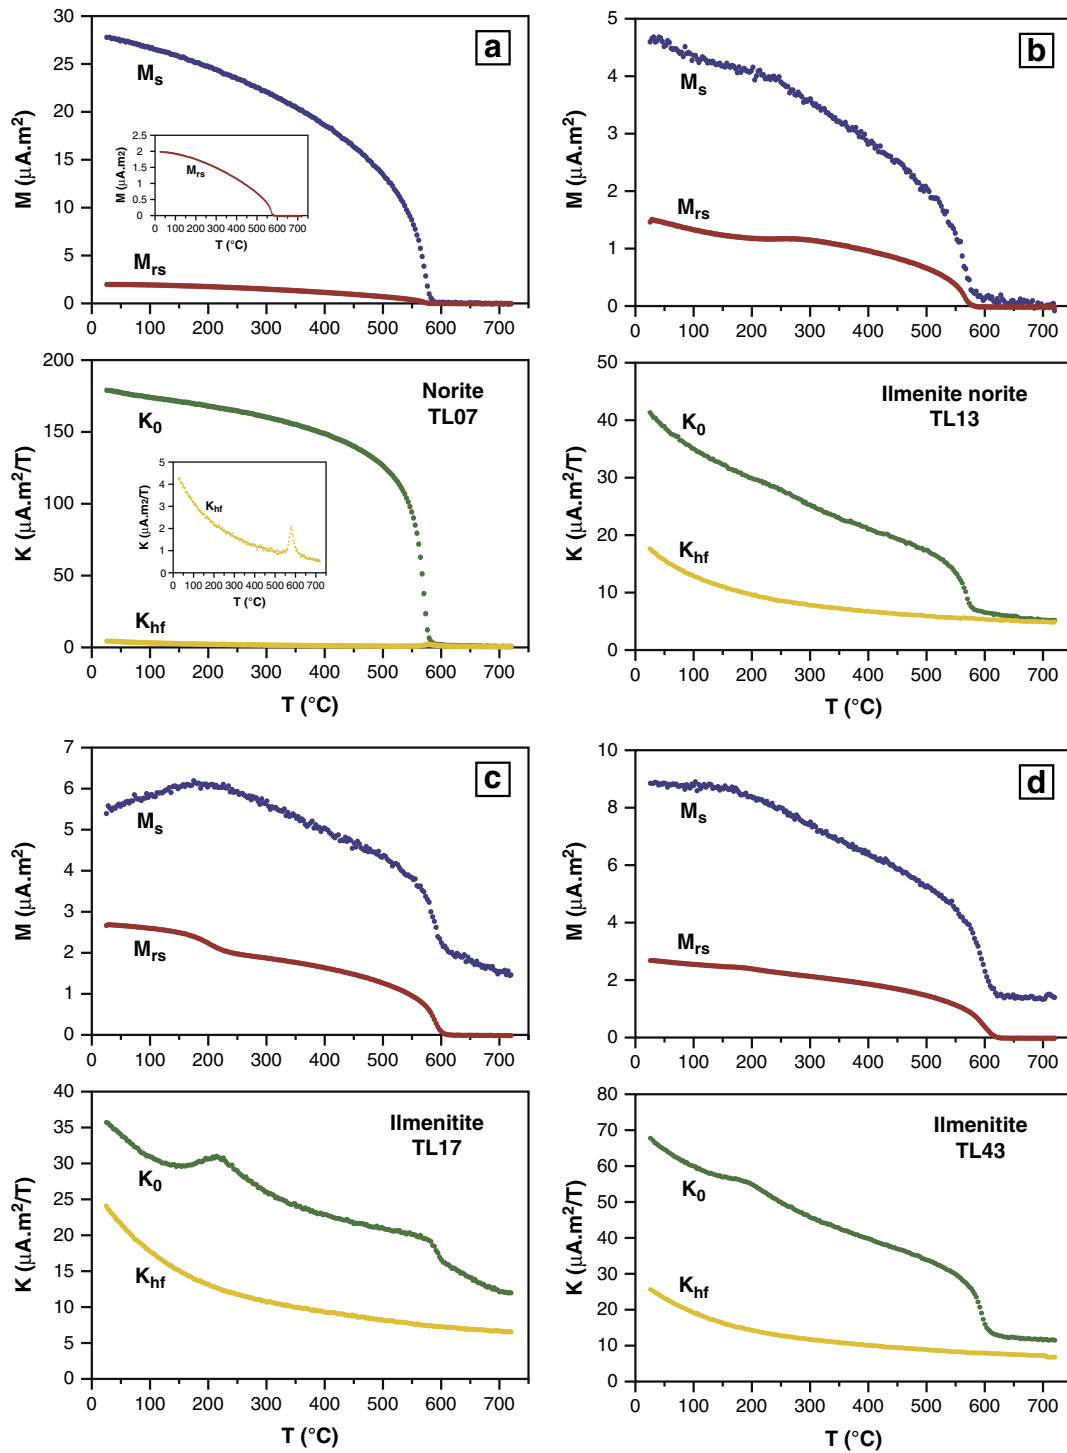 a
30
25
20
15
10
5
0
M (μA.m²)
Ms
Mrs
2.5
2
1.5
1
0.5
0
M (μA.m2)
Mrs
0 100 200 300 400 500 600 700
T (°C)
0 100 200 300 400 500 600 700
200
150
100
50
0
K (μA.m²/T)
Norite
TL07
K0
Khf
5
4
3
2
1
0
K (μA.m2/T)
Khf
0 100 200 300 400 500 600 700
T (°C)
0 100 200 300 400 500 600 700
T (°C)
b
5
4
3
2
1
0
M (μA.m²)
Ms
Mrs
0 100 200 300 400 500 600 700
50
40
30
20
10
0
K (μA.m²/T)
Ilmenite norite
TL13
K0
Khf
0 100 200 300 400 500 600 700
T (°C)
c
7
6
5
4
3
2
1
0
M (μA.m²)
Ms
Mrs
0 100 200 300 400 500 600 700
40
35
30
25
20
15
10
5
0
K (μA.m²/T)
Ilmenitite
TL17
K0
Khf
0 100 200 300 400 500 600 700
T (°C)
d
10
8
6
4
2
0
M (μA.m²)
Ms
Mrs
0 100 200 300 400 500 600 700
80
70
60
50
40
30
20
10
0
K (μA.m²/T)
Ilmenitite
TL43
K0
Khf
0 100 200 300 400 500 600 700
T (°C)